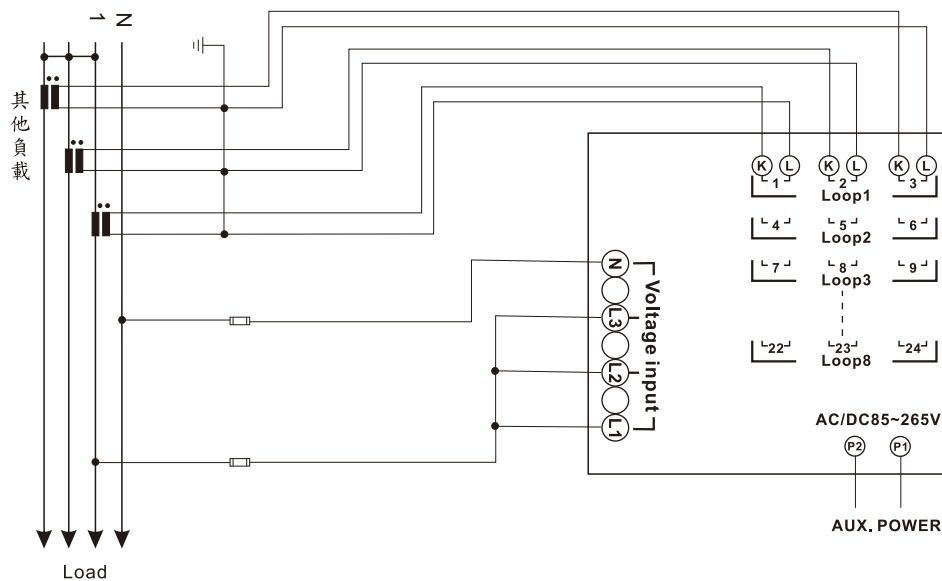 1 N
其他負載
K L K L K L
1 2 3
Loop1
4 5 6
Loop2
7 8 9
Loop3
22 23 24
Loop8
N
L3
L2
L1
Voltage input
AC/DC85~265V
P2 P1
AUX. POWER
Load